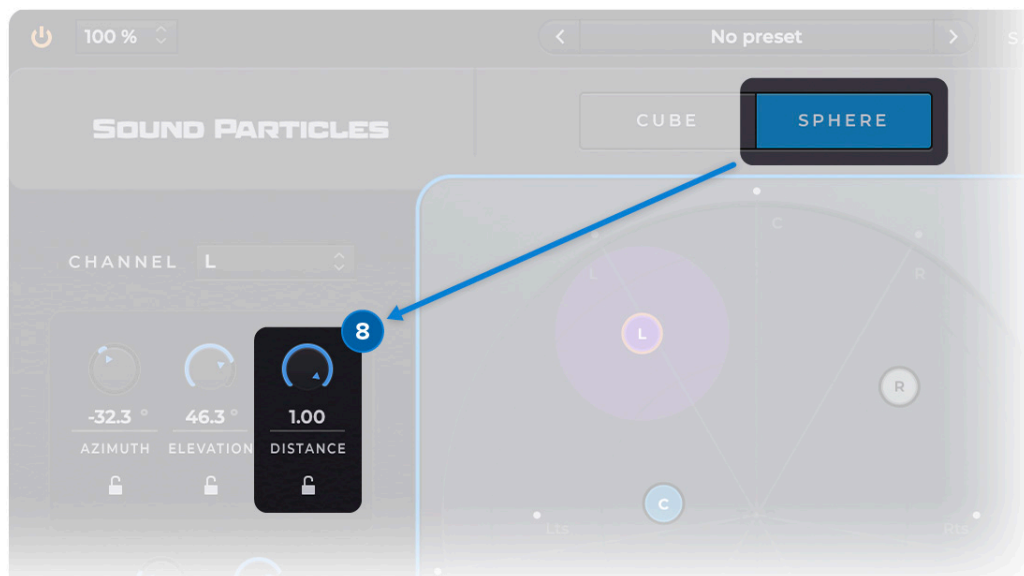 100 %
No preset
S
SOUND PARTICLES
CUBE
SPHERE
CHANNEL
L
C
L
R
8
L
R
-32.3 °
46.3 °
1.00
AZIMUTH
ELEVATION
DISTANCE
C
Lts
Rts